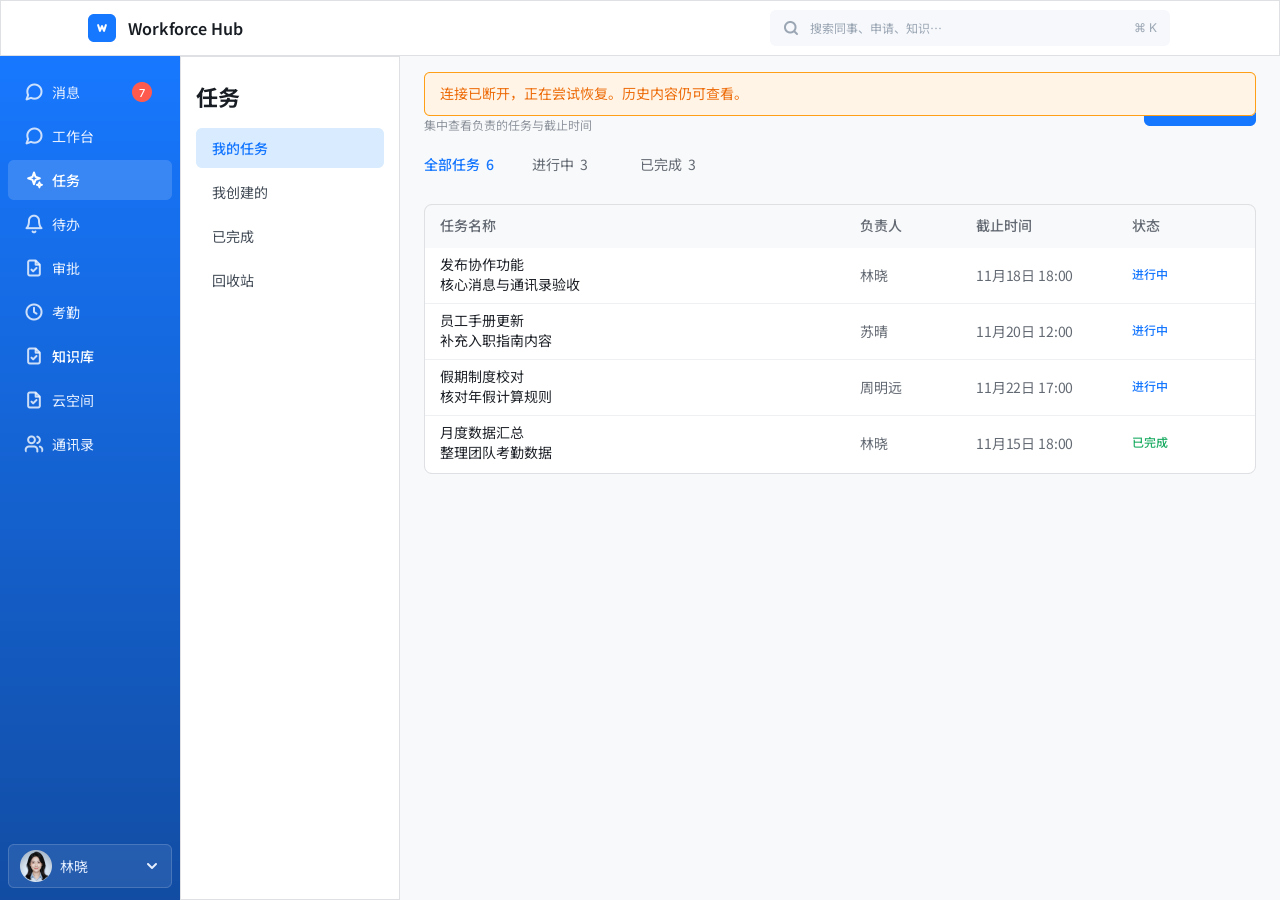 Workforce Hub
搜索同事、申请、知识…
⌘ K
消息
7
工作台
任务
待办
审批
考勤
知识库
云空间
通讯录
林晓
任务
我的任务
我创建的
已完成
回收站
连接已断开，正在尝试恢复。历史内容仍可查看。
集中查看负责的任务与截止时间
全部任务 6
进行中 3
已完成 3
任务名称 负责人 截止时间 状态
发布协作功能
核心消息与通讯录验收
林晓 11月18日 18:00 进行中
员工手册更新
补充入职指南内容
苏晴 11月20日 12:00 进行中
假期制度校对
核对年假计算规则
周明远 11月22日 17:00 进行中
月度数据汇总
整理团队考勤数据
林晓 11月15日 18:00 已完成